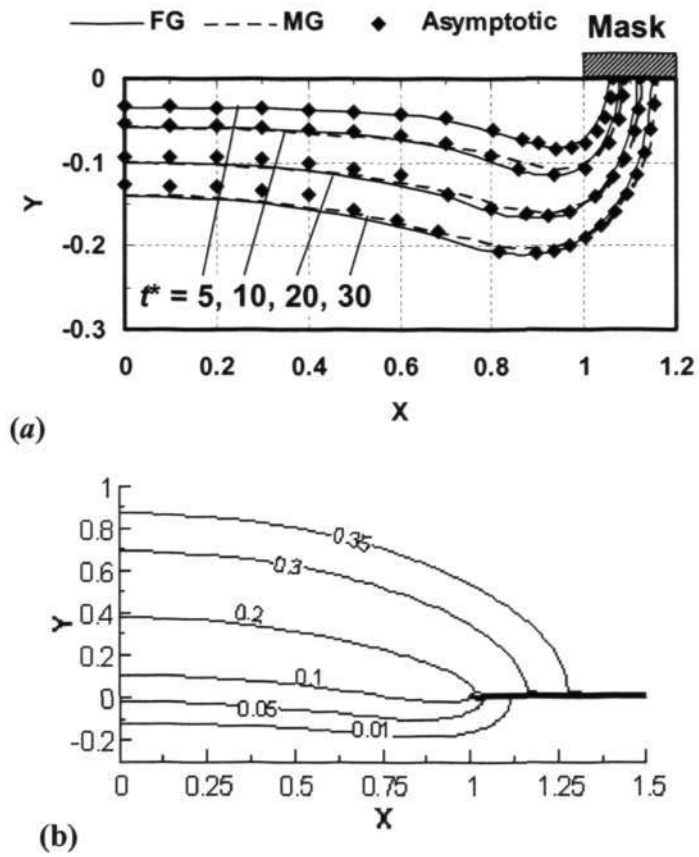 FG MG Asymptotic Mask
0
-0.1
-0.2
-0.3
Y
t* = 5, 10, 20, 30
0 0.2 0.4 0.6 0.8 1 1.2
X
(a)
1
0.8
0.6
0.4
0.2
0
-0.2
Y
0.35
0.3
0.2
0.1
0.05
0.01
0 0.25 0.5 0.75 1 1.25 1.5
X
(b)